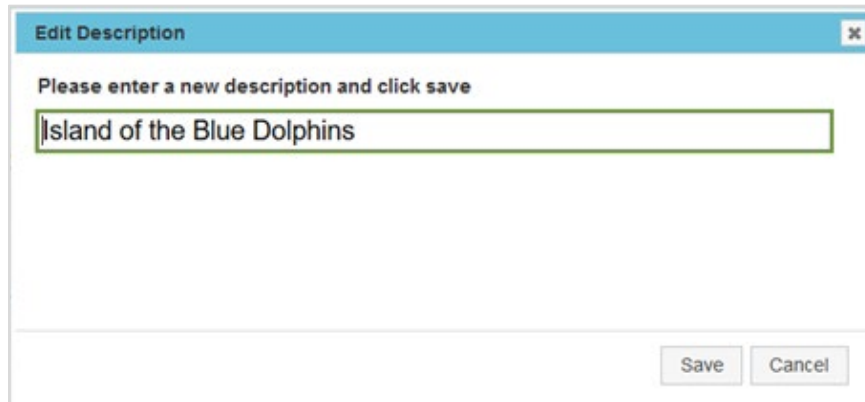 Edit Description
Please enter a new description and click save
Island of the Blue Dolphins
Save Cancel